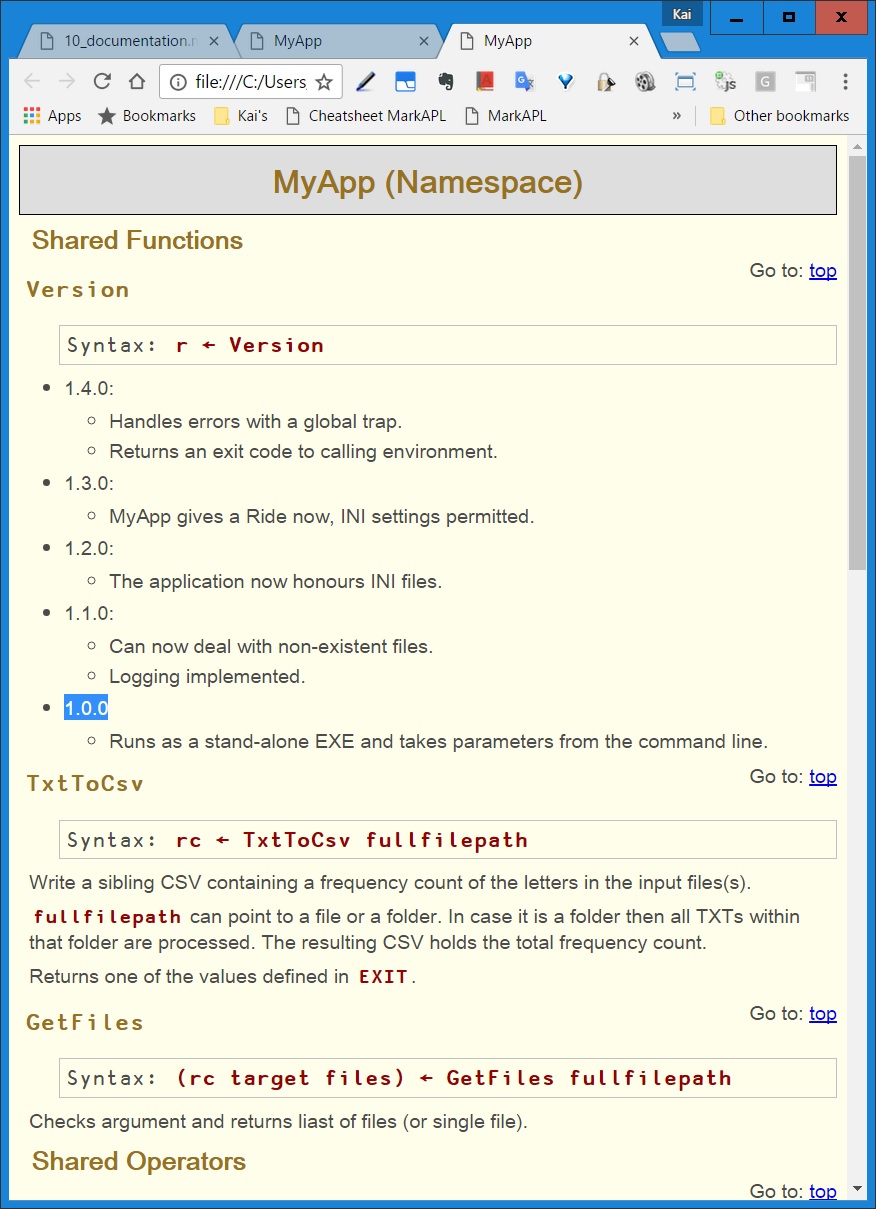 Kai
10_documentation.
MyApp
MyApp
file:///C:/Users
Apps
Bookmarks
Kai's
Cheatsheet MarkAPL
MarkAPL
»
Other bookmarks
MyApp (Namespace)
Shared Functions
Go to: top
Version
Syntax: r ← Version
• 1.4.0:
◦ Handles errors with a global trap.
◦ Returns an exit code to calling environment.
• 1.3.0:
◦ MyApp gives a Ride now, INI settings permitted.
• 1.2.0:
◦ The application now honours INI files.
• 1.1.0:
◦ Can now deal with non-existent files.
◦ Logging implemented.
• 1.0.0
◦ Runs as a stand-alone EXE and takes parameters from the command line.
Go to: top
TxtToCsv
Syntax: rc ← TxtToCsv fullfilepath
Write a sibling CSV containing a frequency count of the letters in the input files(s).
fullfilepath can point to a file or a folder. In case it is a folder then all TXTs within
that folder are processed. The resulting CSV holds the total frequency count.
Returns one of the values defined in EXIT.
Go to: top
GetFiles
Syntax: (rc target files) ← GetFiles fullfilepath
Checks argument and returns liast of files (or single file).
Shared Operators
Go to: top